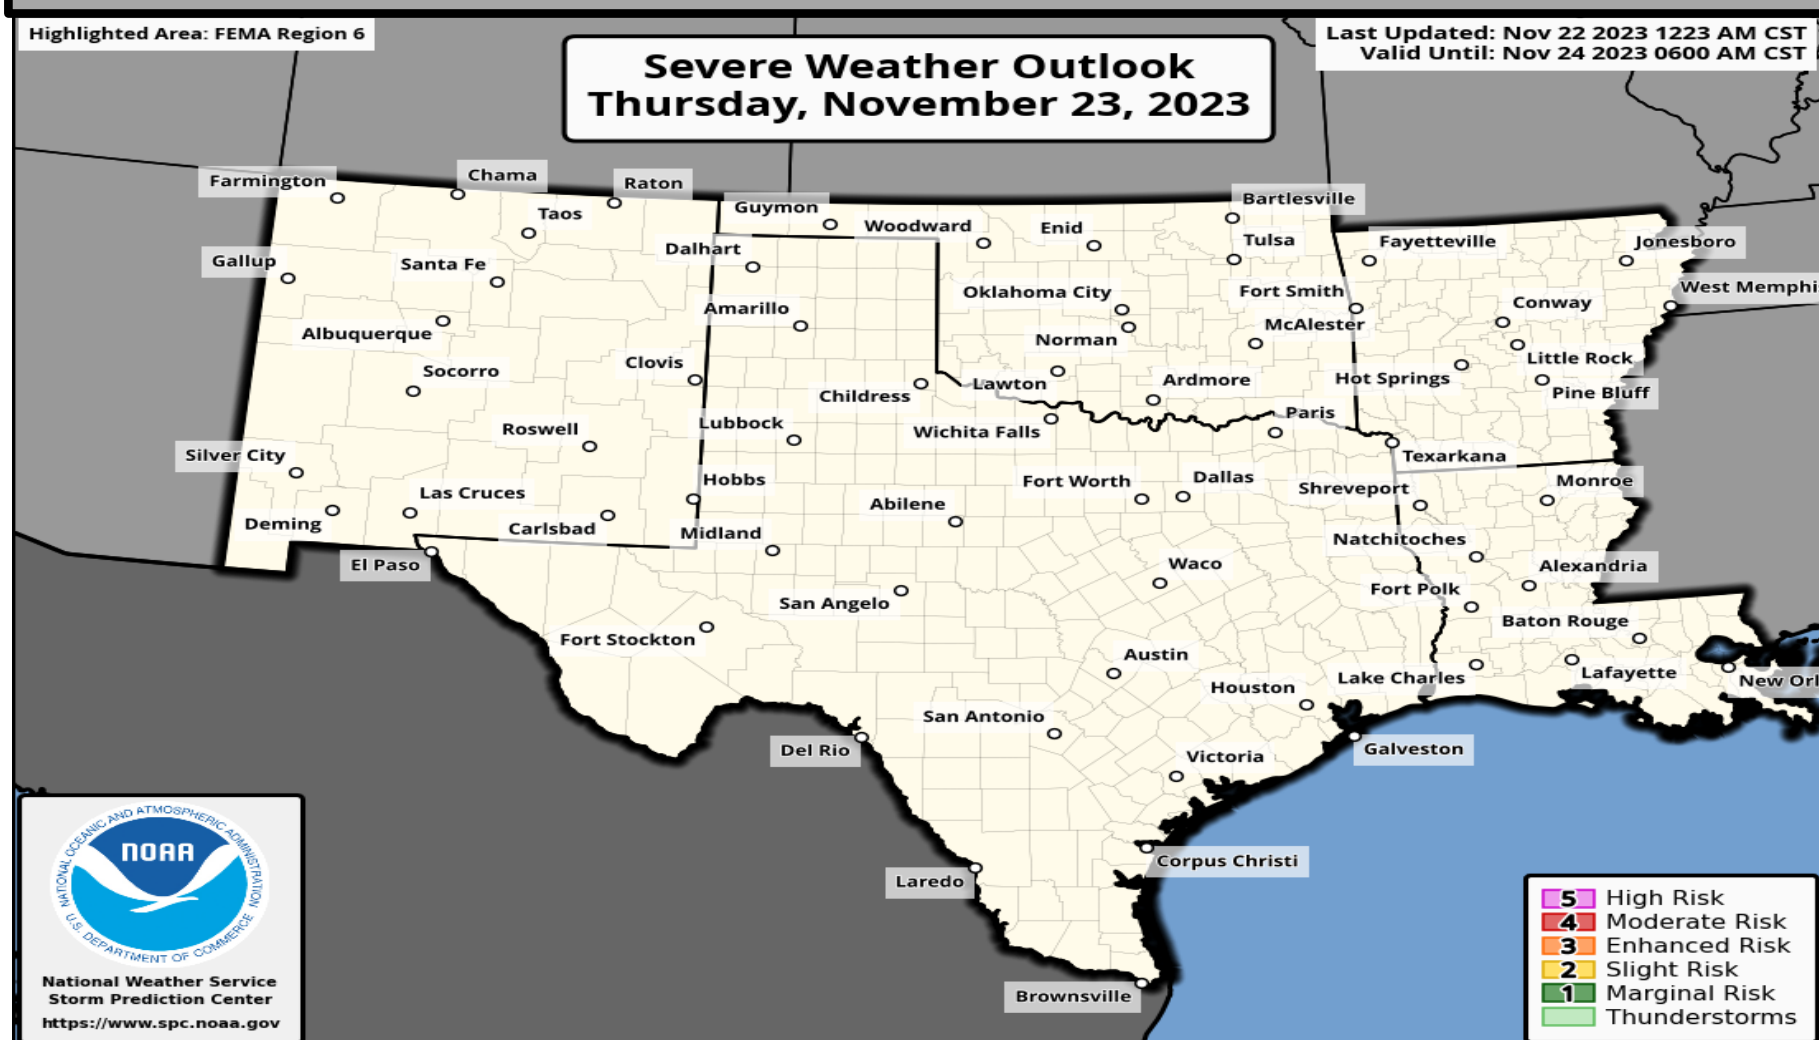 Highlighted Area: FEMA Region 6
Last Updated: Nov 22 2023 1223 AM CST
Valid Until: Nov 24 2023 0600 AM CST
Severe Weather Outlook
Thursday, November 23, 2023
Farmington
Chama
Raton
Taos
Guymon
Woodward
Enid
Bartlesville
Gallup
Santa Fe
Dalhart
Tulsa
Fayetteville
Jonesboro
Albuquerque
Amarillo
Oklahoma City
Fort Smith
Conway
West Memphis
Norman
McAlester
Socorro
Clovis
Childress
Lawton
Ardmore
Hot Springs
Little Rock
Pine Bluff
Roswell
Lubbock
Wichita Falls
Paris
Texarkana
Silver City
Las Cruces
Hobbs
Abilene
Fort Worth
Dallas
Shreveport
Monroe
Deming
Carlsbad
Midland
Natchitoches
El Paso
Waco
Alexandria
San Angelo
Fort Polk
Fort Stockton
Baton Rouge
Austin
Lake Charles
Lafayette
New Orl
Houston
San Antonio
Del Rio
Victoria
Galveston
Corpus Christi
Laredo
Brownsville
NATIONAL OCEANIC AND ATMOSPHERIC ADMINISTRATION
NOAA
U.S. DEPARTMENT OF COMMERCE
National Weather Service
Storm Prediction Center
https://www.spc.noaa.gov
5 High Risk
4 Moderate Risk
3 Enhanced Risk
2 Slight Risk
1 Marginal Risk
Thunderstorms